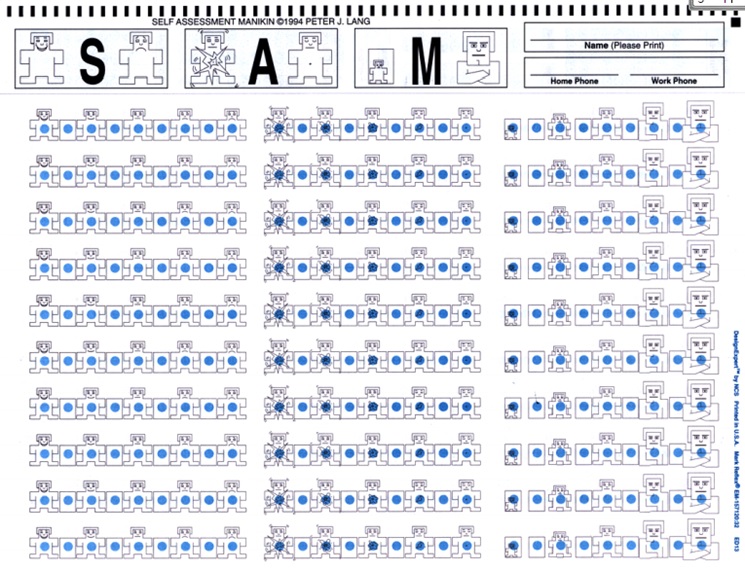 SELF ASSESSMENT MANIKIN ©1994 PETER J. LANG
S A M
Name (Please Print)
Home Phone Work Phone
DesignExpert™ by NCS Printed in U.S.A. Mark Reflex® EM-157120:32 ED13